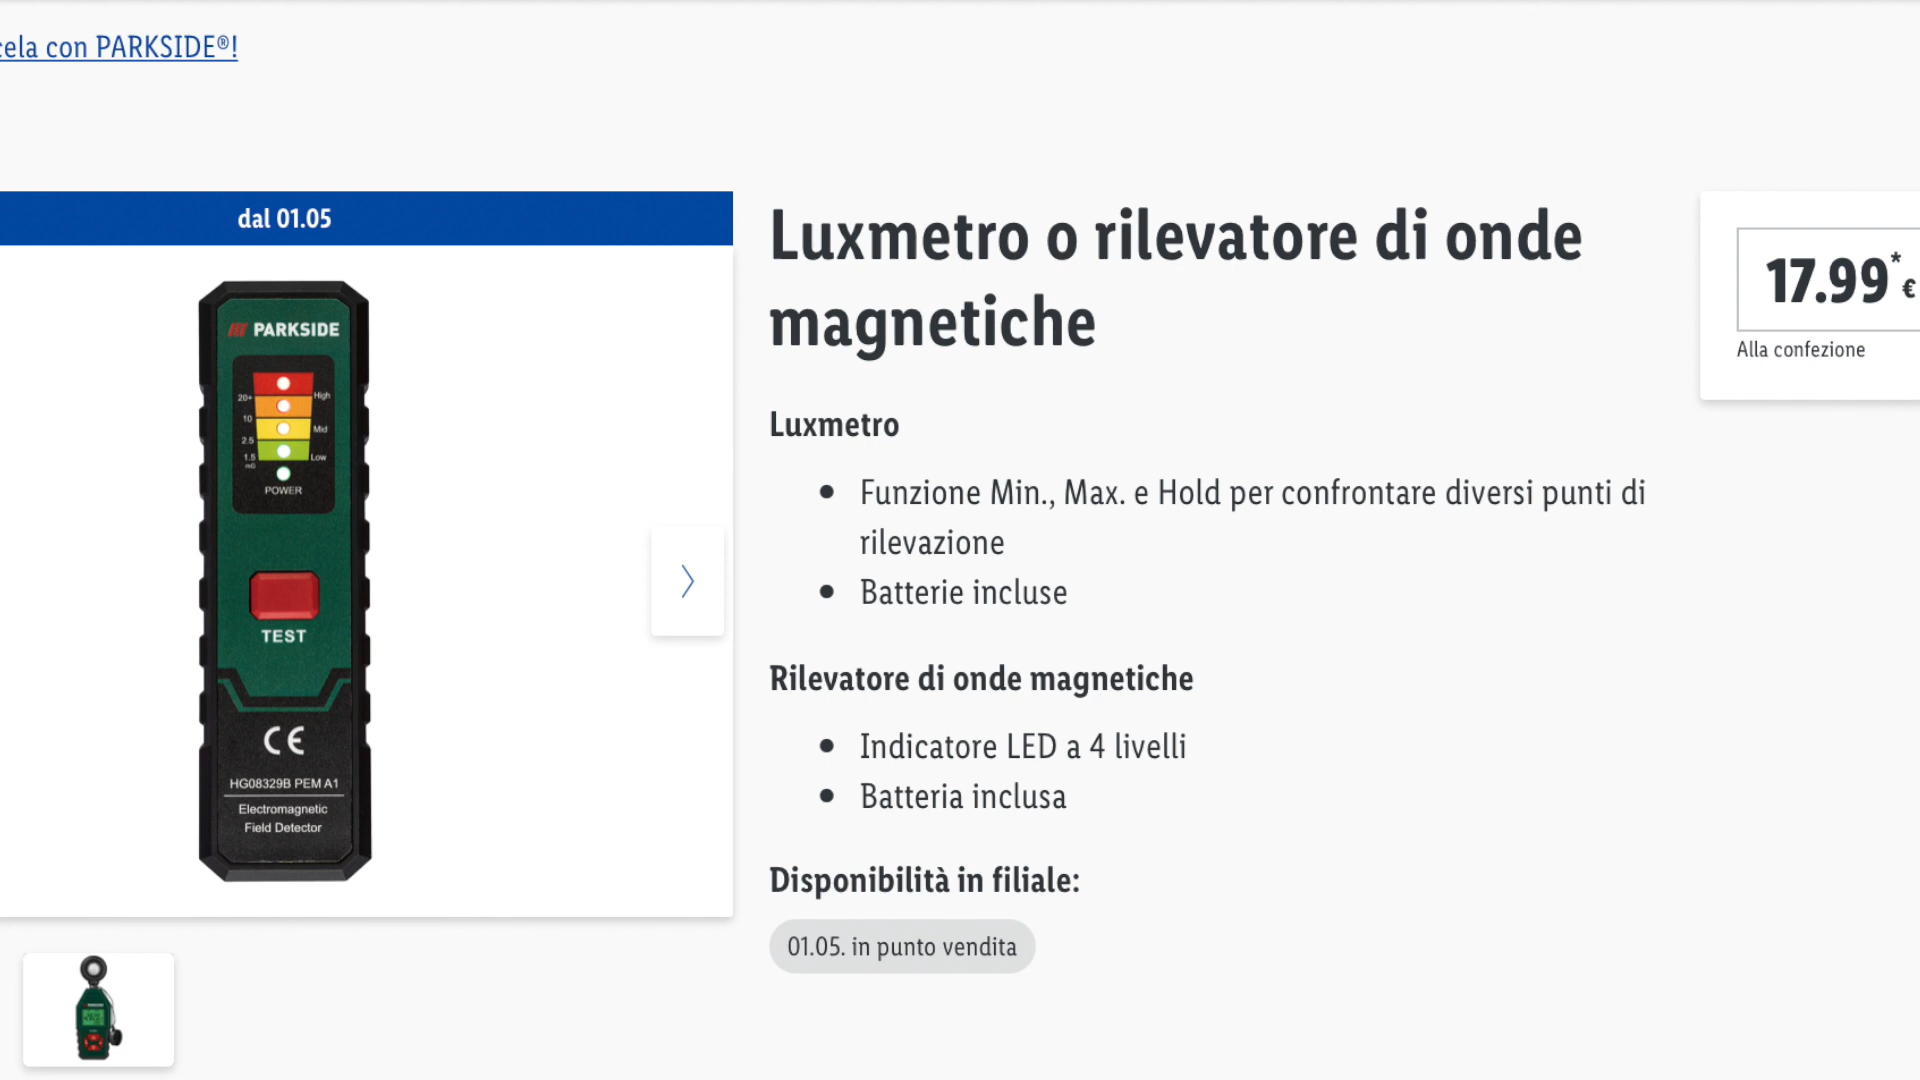 cela con PARKSIDE®!
dal 01.05
PARKSIDE
20+
High
10
Mid
2.5
1.5
Low
mG
POWER
TEST
CE
HG08329B PEM A1
Electromagnetic
Field Detector
Luxmetro o rilevatore di onde
magnetiche
Luxmetro
• Funzione Min., Max. e Hold per confrontare diversi punti di
rilevazione
• Batterie incluse
Rilevatore di onde magnetiche
• Indicatore LED a 4 livelli
• Batteria inclusa
Disponibilità in filiale:
01.05. in punto vendita
17.99*€
Alla confezione